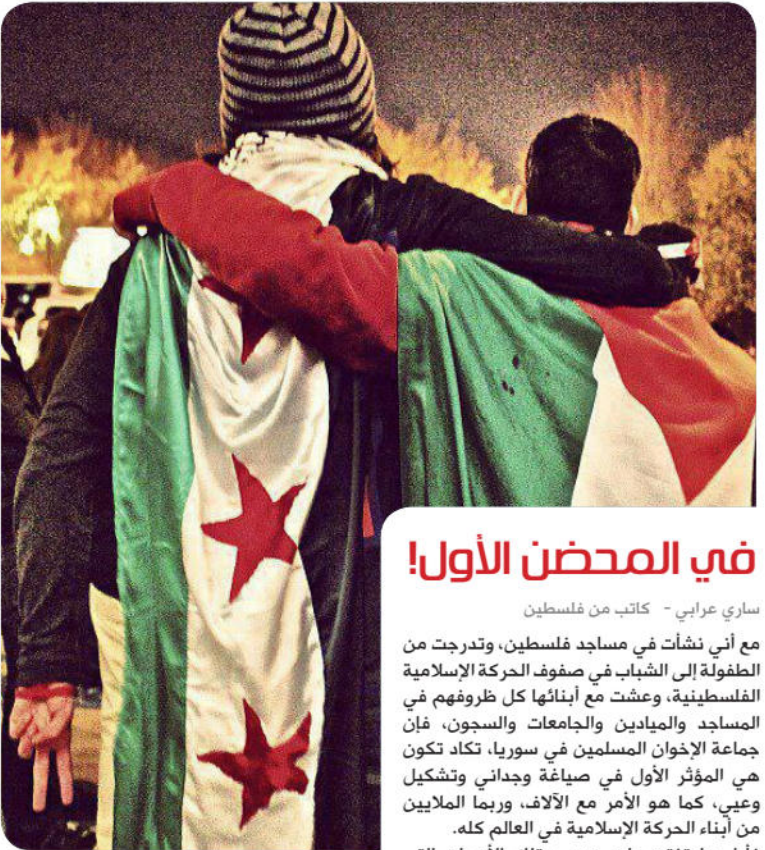 في المحضن الأول!
ساري عرابي - كاتب من فلسطين
مع أني نشأت في مساجد فلسطين، وتدرجت من
الطفولة إلى الشباب في صفوف الحركة الإسلامية
الفلسطينية، وعشت مع أبنائها كل ظروفهم في
المساجد والميادين والجامعات والسجون، فإن
جماعة الإخوان المسلمين في سوريا، تكاد تكون
هي المؤثر الأول في صياغة وجداني وتشكيل
وعيي، كما هو الأمر مع الآلاف، وربما الملايين
من أبناء الحركة الإسلامية في العالم كله.